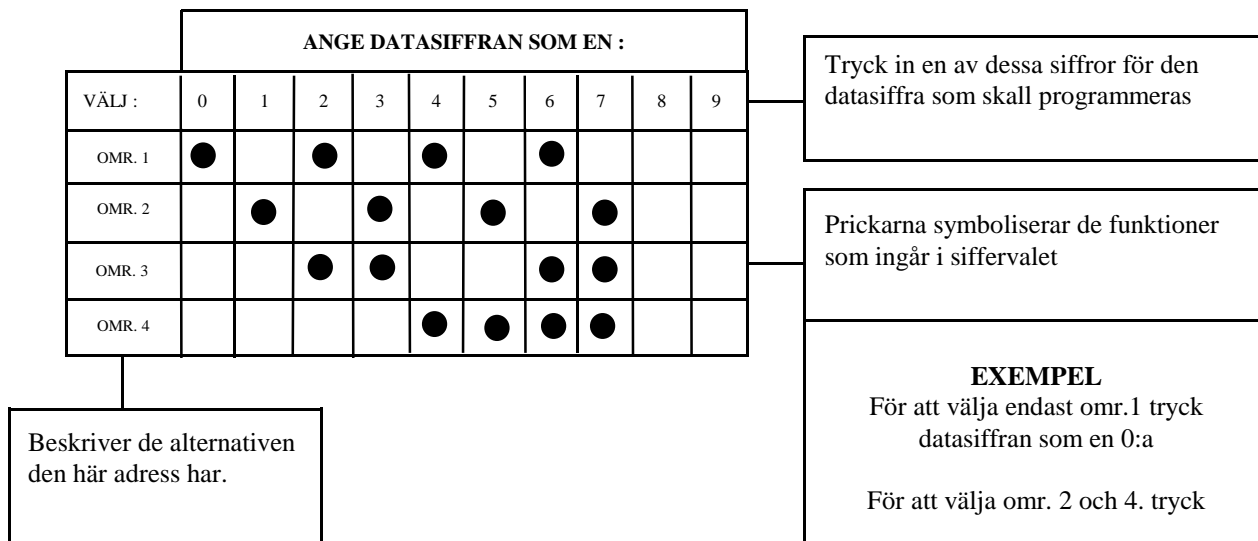 ANGE DATASIFFRAN SOM EN :
VÄLJ : 0 1 2 3 4 5 6 7 8 9
OMR. 1
OMR. 2
OMR. 3
OMR. 4
Tryck in en av dessa siffror för den
datasiffra som skall programmeras
Prickarna symboliserar de funktioner
som ingår i siffervalet
EXEMPEL
För att välja endast omr.1 tryck
datasiffran som en 0:a
För att välja omr. 2 och 4. tryck
Beskriver de alternativen
den här adress har.